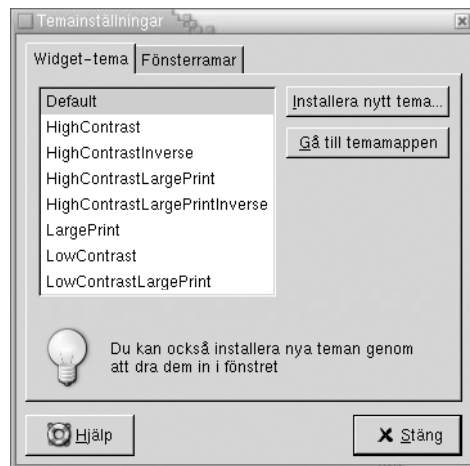 Temainställningar
Widget-tema
Fönsterramar
Default
HighContrast
HighContrastInverse
HighContrastLargePrint
HighContrastLargePrintInverse
LargePrint
LowContrast
LowContrastLargePrint
Installera nytt tema...
Gå till temamappen
Du kan också installera nya teman genom
att dra dem in i fönstret
Hjälp
Stäng